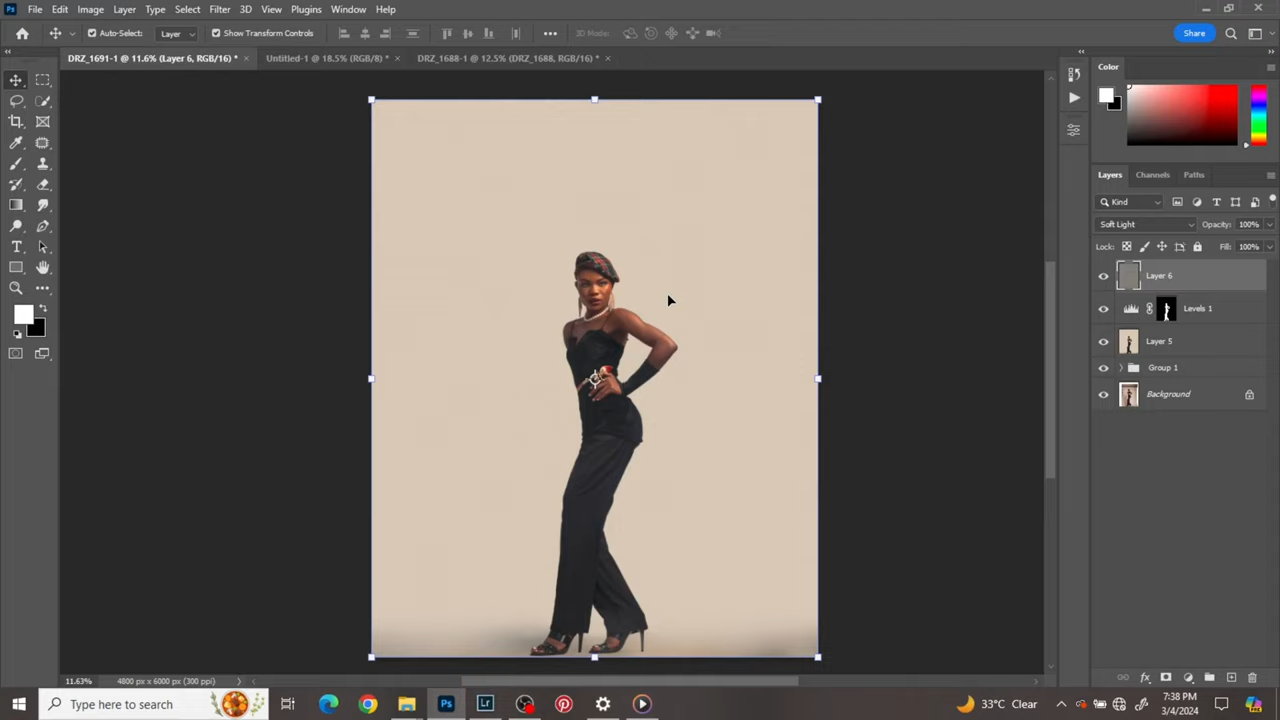 Ps File Edit Image Layer Type Select Filter 3D View Plugins Window Help
Auto-Select: Layer Show Transform Controls 3D Mode: Share
DRZ_1691-1 @ 11.6% (Layer 6, RGB/16) * Untitled-1 @ 18.5% (RGB/8) * DRZ_1688-1 @ 12.5% (DRZ_1688, RGB/16) *
Color
Layers Channels Paths
Kind
Soft Light Opacity: 100%
Lock: Fill: 100%
Layer 6
Levels 1
Layer 5
Group 1
Background
11.63% 4800 px x 6000 px (300 ppi)
Type here to search Ps Lr 33°C Clear 7:38 PM
3/4/2024